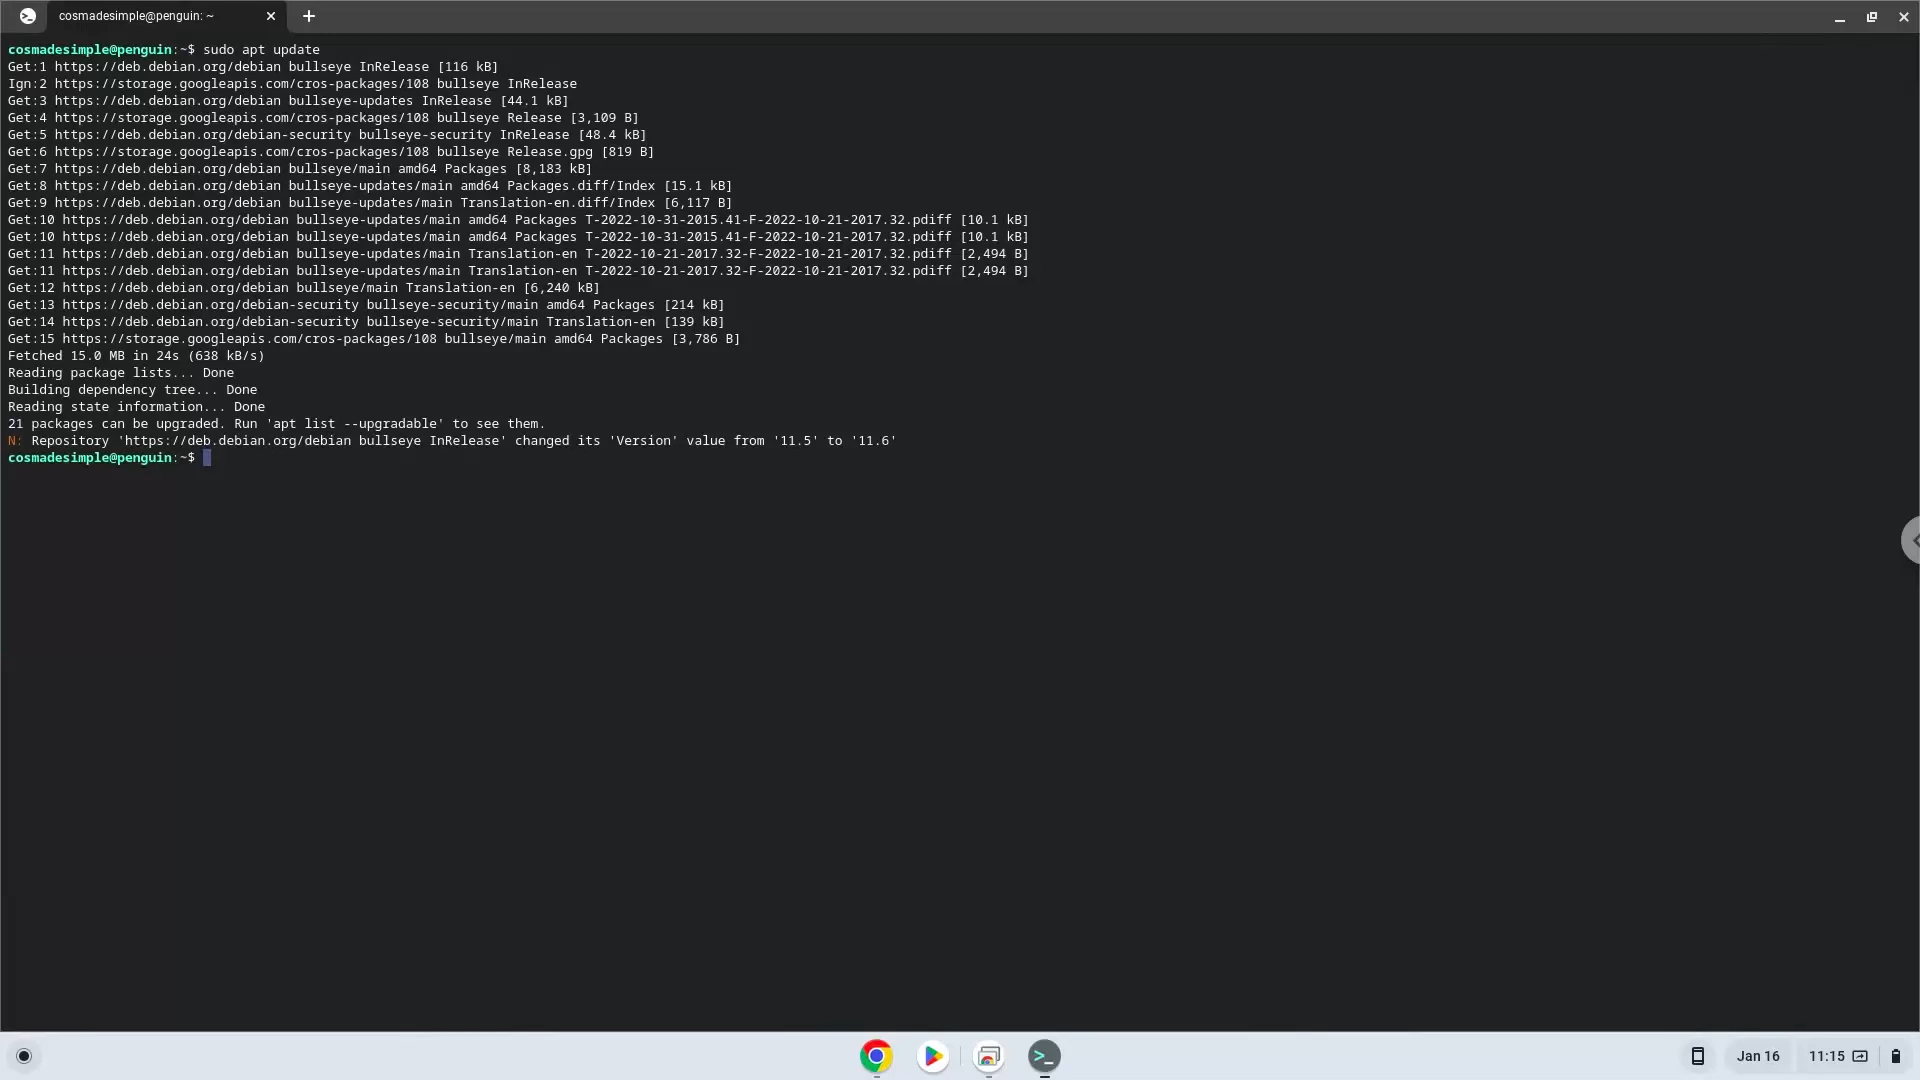 cosmadesimple@penguin: ~
cosmadesimple@penguin:~$ sudo apt update
Get:1 https://deb.debian.org/debian bullseye InRelease [116 kB]
Ign:2 https://storage.googleapis.com/cros-packages/108 bullseye InRelease
Get:3 https://deb.debian.org/debian bullseye-updates InRelease [44.1 kB]
Get:4 https://storage.googleapis.com/cros-packages/108 bullseye Release [3,109 B]
Get:5 https://deb.debian.org/debian-security bullseye-security InRelease [48.4 kB]
Get:6 https://storage.googleapis.com/cros-packages/108 bullseye Release.gpg [819 B]
Get:7 https://deb.debian.org/debian bullseye/main amd64 Packages [8,183 kB]
Get:8 https://deb.debian.org/debian bullseye-updates/main amd64 Packages.diff/Index [15.1 kB]
Get:9 https://deb.debian.org/debian bullseye-updates/main Translation-en.diff/Index [6,117 B]
Get:10 https://deb.debian.org/debian bullseye-updates/main amd64 Packages T-2022-10-31-2015.41-F-2022-10-21-2017.32.pdiff [10.1 kB]
Get:10 https://deb.debian.org/debian bullseye-updates/main amd64 Packages T-2022-10-31-2015.41-F-2022-10-21-2017.32.pdiff [10.1 kB]
Get:11 https://deb.debian.org/debian bullseye-updates/main Translation-en T-2022-10-21-2017.32-F-2022-10-21-2017.32.pdiff [2,494 B]
Get:11 https://deb.debian.org/debian bullseye-updates/main Translation-en T-2022-10-21-2017.32-F-2022-10-21-2017.32.pdiff [2,494 B]
Get:12 https://deb.debian.org/debian bullseye/main Translation-en [6,240 kB]
Get:13 https://deb.debian.org/debian-security bullseye-security/main amd64 Packages [214 kB]
Get:14 https://deb.debian.org/debian-security bullseye-security/main Translation-en [139 kB]
Get:15 https://storage.googleapis.com/cros-packages/108 bullseye/main amd64 Packages [3,786 B]
Fetched 15.0 MB in 24s (638 kB/s)
Reading package lists... Done
Building dependency tree... Done
Reading state information... Done
21 packages can be upgraded. Run 'apt list --upgradable' to see them.
N: Repository 'https://deb.debian.org/debian bullseye InRelease' changed its 'Version' value from '11.5' to '11.6'
cosmadesimple@penguin:~$
Jan 16
11:15